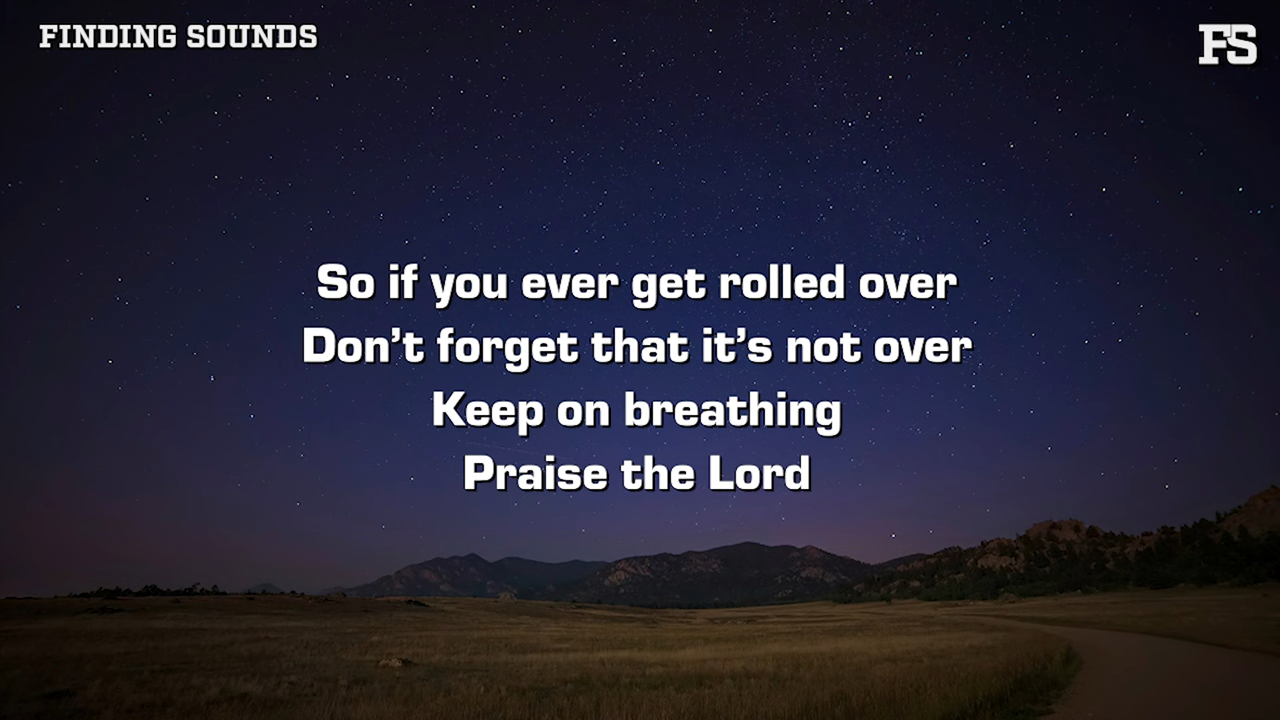 FINDING SOUNDS
FS
So if you ever get rolled over
Don’t forget that it’s not over
Keep on breathing
Praise the Lord